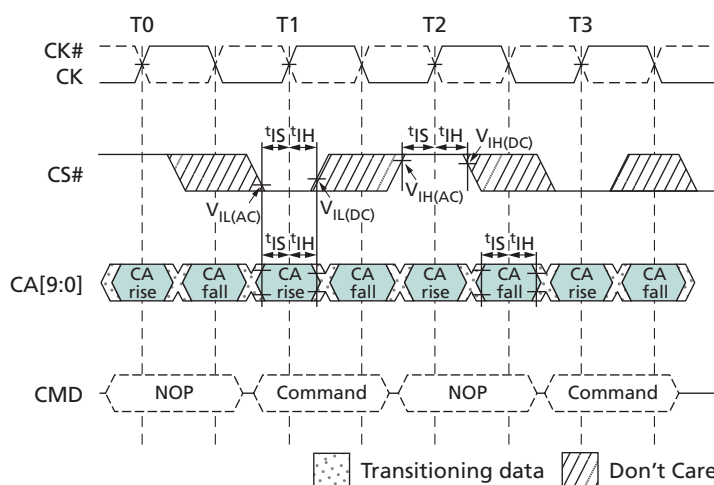 T0 T1 T2 T3
CK#
CK
tIS tIH tIS tIH
VIH(DC)
CS#
VIL(AC) VIL(DC) VIH(AC)
tIS tIH tIS tIH
CA[9:0] CA rise CA fall CA rise CA fall CA rise CA fall CA rise CA fall
CMD NOP Command NOP Command
Transitioning data Don't Care